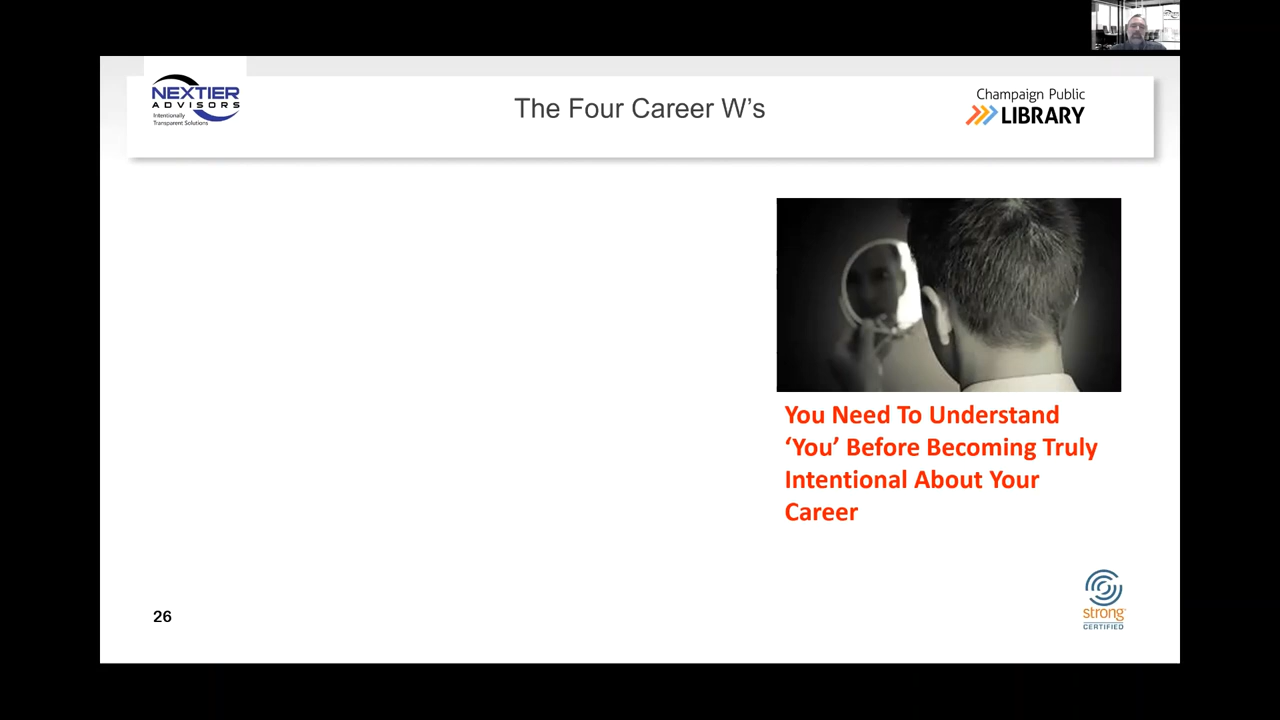 NEXTIER
ADVISORS
Intentionally
Transparent Solutions
The Four Career W's
Champaign Public
LIBRARY
You Need To Understand
‘You’ Before Becoming Truly
Intentional About Your
Career
26
strong
CERTIFIED